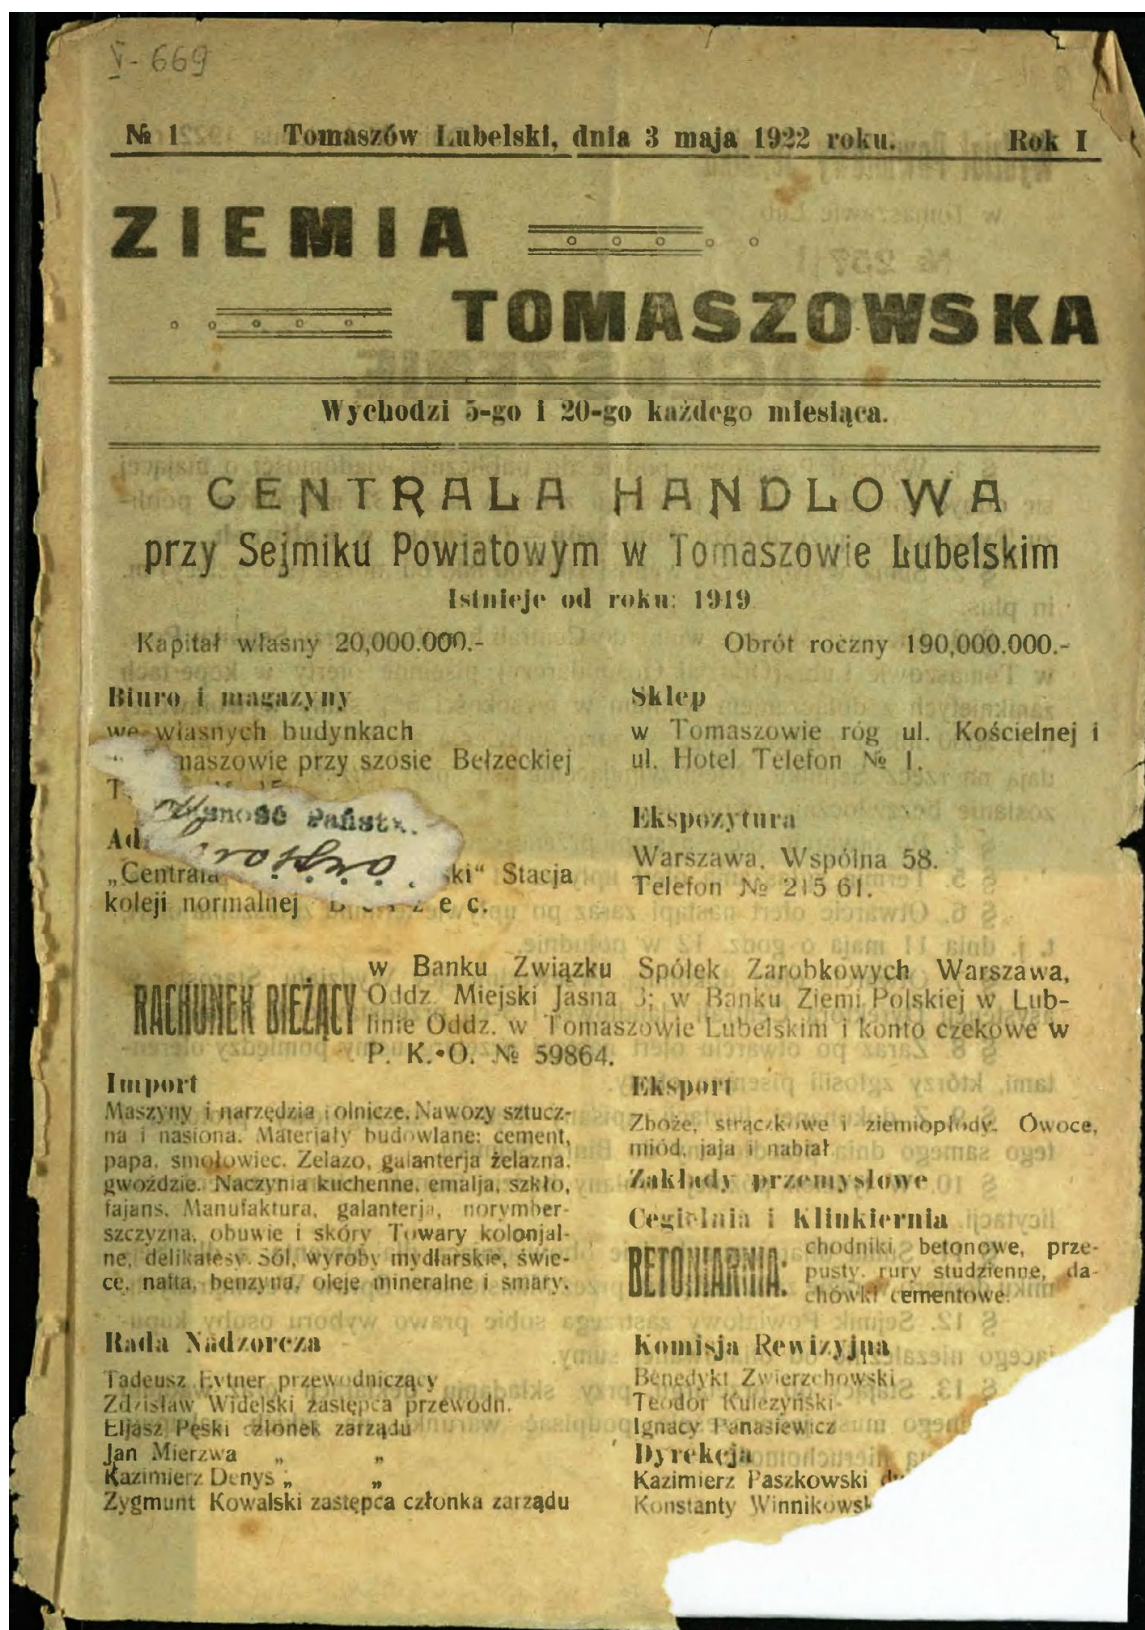 V-669
№ 1 Tomaszów Lubelski, dnia 3 maja 1922 roku. Rok I
ZIEMIA
TOMASZOWSKA
Wychodzi 5-go i 20-go każdego miesiąca.
CENTRALA HANDLOWA
przy Sejmiku Powiatowym w Tomaszowie Lubelskim
Istnieje od roku: 1919
Kapitał własny 20,000.000.- Obrót roczny 190,000.000.-
Biuro i magazyny
we własnych budynkach
maszowie przy szosie Bełzeckiej
Sklep
w Tomaszowie róg ul. Kościelnej i
ul. Hotel Telefon № 1.
Państw.
„Centrala ki" Stacja
koleji normalnej
Ekspozytura
Warszawa, Wspólna 58.
Telefon № 215 61.
RACHUNEK BIEŻĄCY
w Banku Związku Spółek Zarobkowych Warszawa,
Oddz. Miejski Jasna 3; w Banku Ziemi Polskiej w Lub-
linie Oddz. w Tomaszowie Lubelskim i konto czekowe w
P. K. O. № 59864.
Import
Maszyny i narzędzia rolnicze. Nawozy sztucz-
na i nasiona. Materiały budowlane: cement,
papa, smołowiec. Żelazo, galanterja żelazna,
gwoździe. Naczynia kuchenne, emalja, szkło,
fajans. Manufaktura, galanterja, norymber-
szczyzna, obuwie i skóry Towary kolonjal-
ne, delikatesy. Sól, wyroby mydlarskie, świe-
ce, nafta, benzyna, oleje mineralne i smary.
Eksport
Zboże, strączkowe i ziemiopłody. Owoce,
miód, jaja i nabiał
Zakłady przemysłowe
Cegielnia i Klinkiernia
BETONIARNIA:
chodniki betonowe, prze-
pusty, rury studzienne, da-
chówki cementowe.
Rada Nadzorcza
Tadeusz Eytner przewodniczący
Zdzisław Widelski zastępca przewodn.
Eljasz Pęski członek zarządu
Jan Mierzwa „ „
Kazimierz Denys „ „
Zygmunt Kowalski zastępca członka zarządu
Komisja Rewizyjna
Benedykt Zwierzchowski
Teodor Kulczyński
Ignacy Panasiewicz
Dyrekcja
Kazimierz Paszkowski
Konstanty Winnikowsk